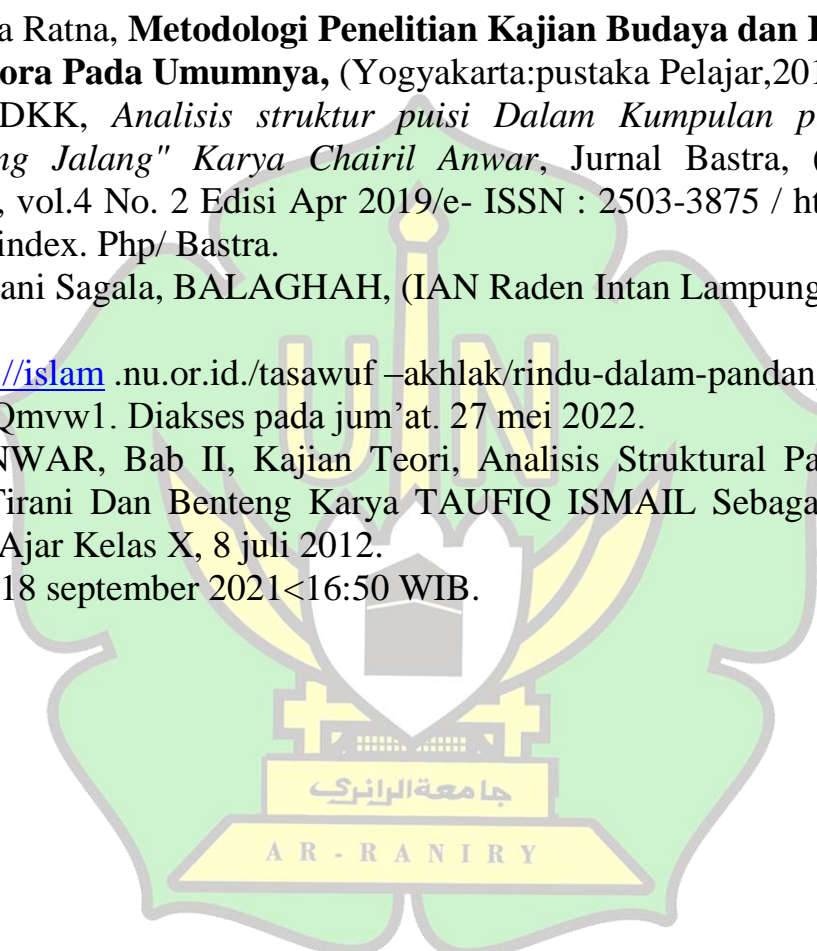 a Ratna, Metodologi Penelitian Kajian Budaya dan
ora Pada Umumnya, (Yogyakarta:pustaka Pelajar,201
DKK, Analisis struktur puisi Dalam Kumpulan p
ng Jalang" Karya Chairil Anwar, Jurnal Bastra, (
, vol.4 No. 2 Edisi Apr 2019/e- ISSN : 2503-3875 / ht
index. Php/ Bastra.
ani Sagala, BALAGHAH, (IAN Raden Intan Lampung
://islam .nu.or.id./tasawuf –akhlak/rindu-dalam-pandan
Qmvw1. Diakses pada jum’at. 27 mei 2022.
NWAR, Bab II, Kajian Teori, Analisis Struktural Pa
Tirani Dan Benteng Karya TAUFIQ ISMAIL Sebaga
Ajar Kelas X, 8 juli 2012.
18 september 2021<16:50 WIB.
UIN
جامعة الرانري
AR-RANIRY